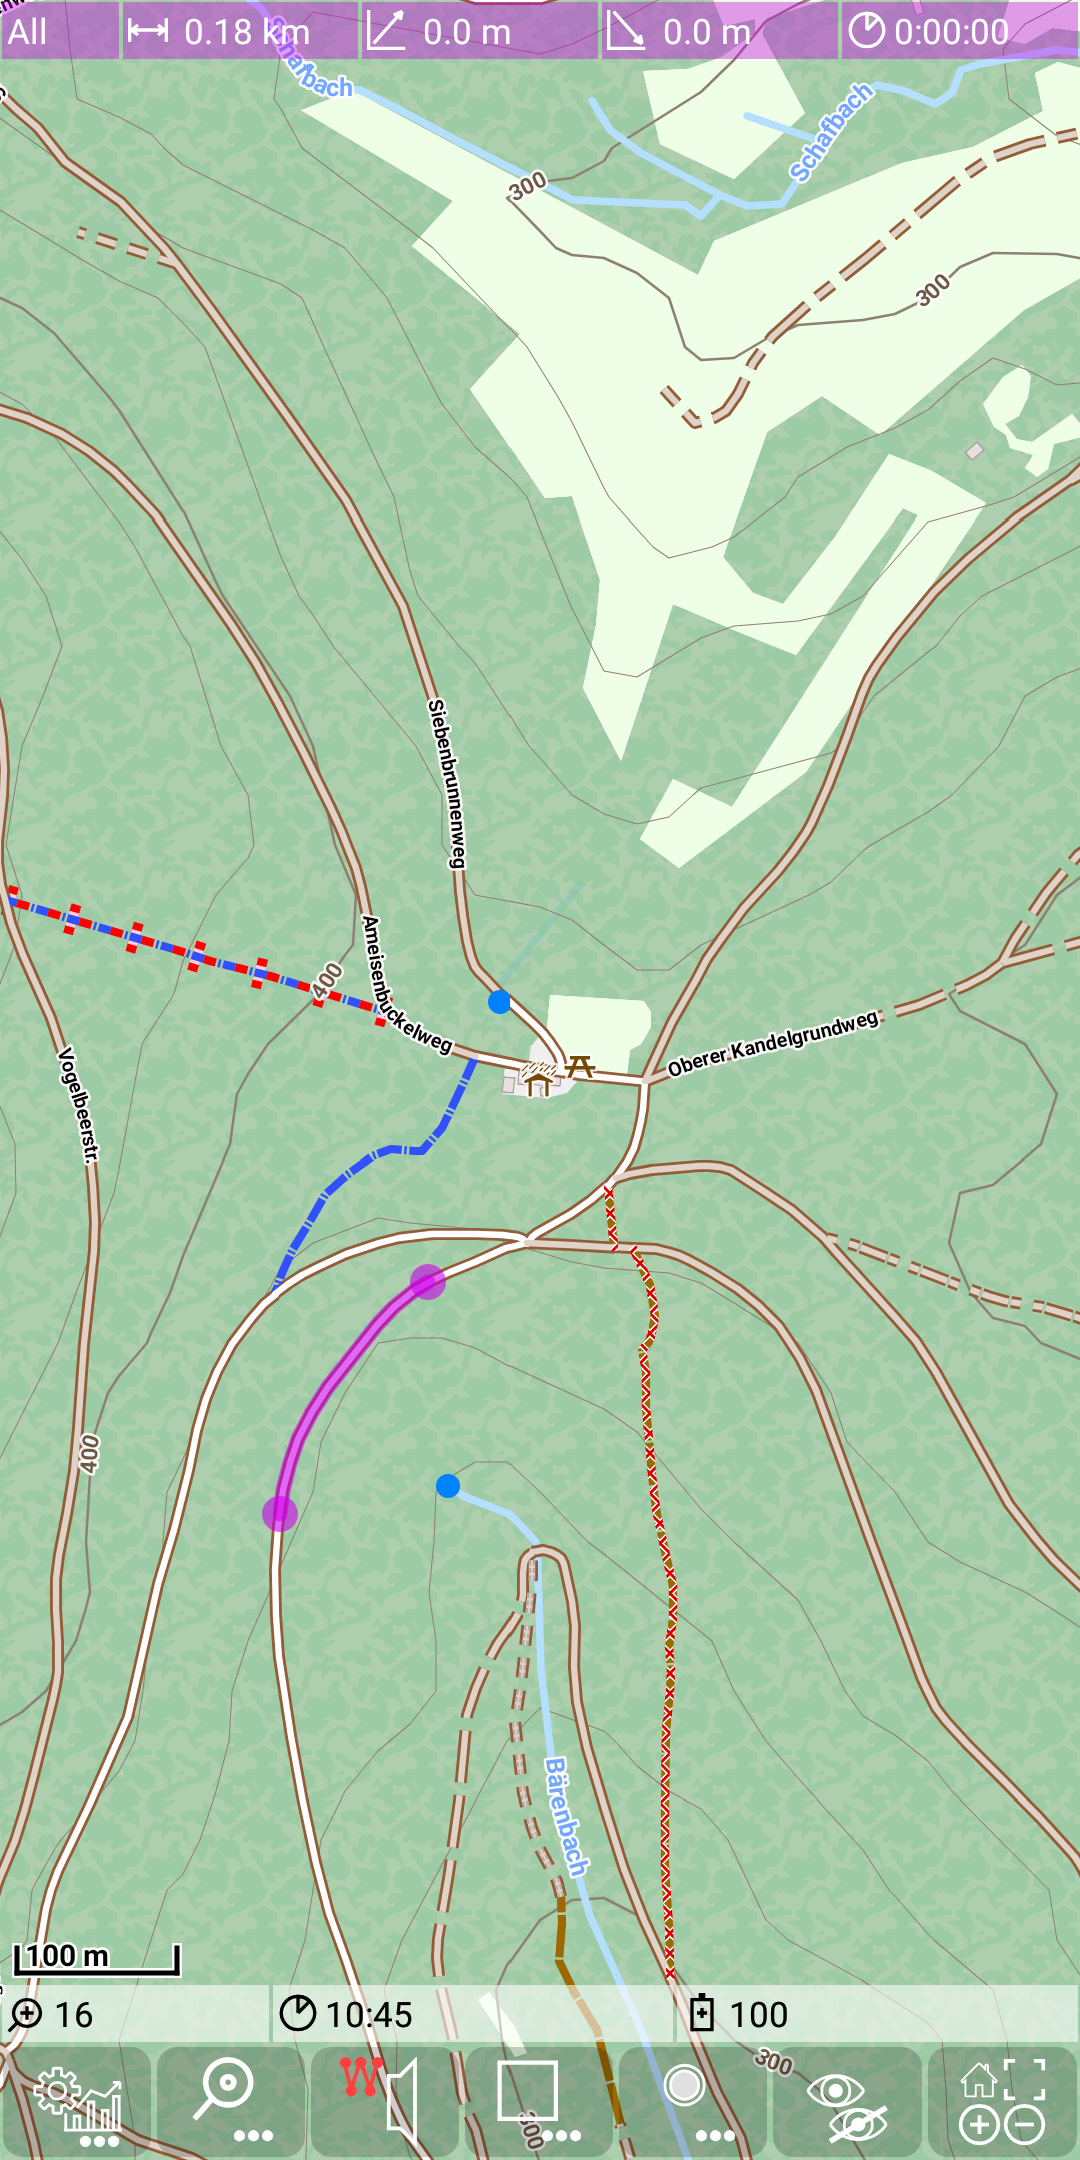 All 0.18 km 0.0 m 0.0 m 0:00:00
Schafbach
Schafbach
300
300
Siebenbrunnenweg
Ameisenbuckelweg
400
Oberer Kandelgrundweg
Vogelbeerstr.
400
Bärenbach
100 m
16 10:45 100
300